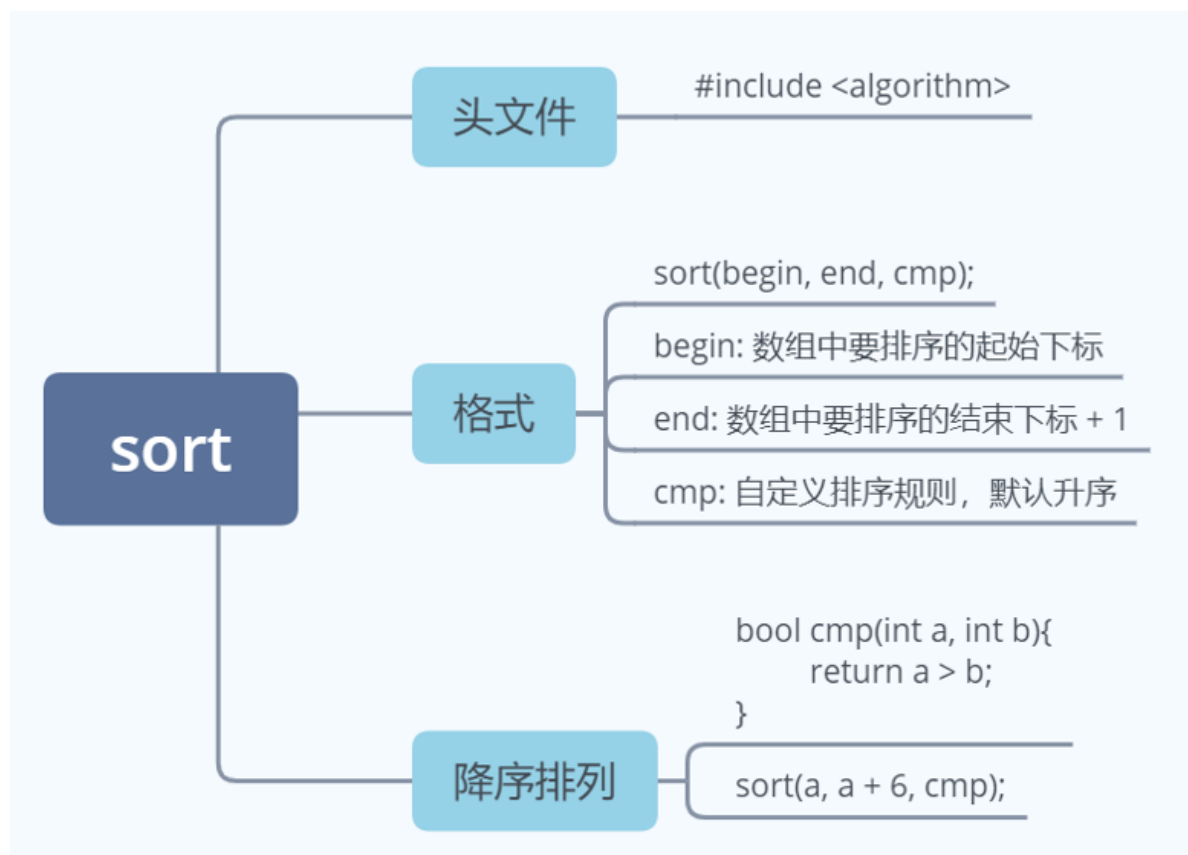 sort
头文件
#include <algorithm>
格式
sort(begin, end, cmp);
begin: 数组中要排序的起始下标
end: 数组中要排序的结束下标 + 1
cmp: 自定义排序规则，默认升序
降序排列
bool cmp(int a, int b){
return a > b;
}
sort(a, a + 6, cmp);